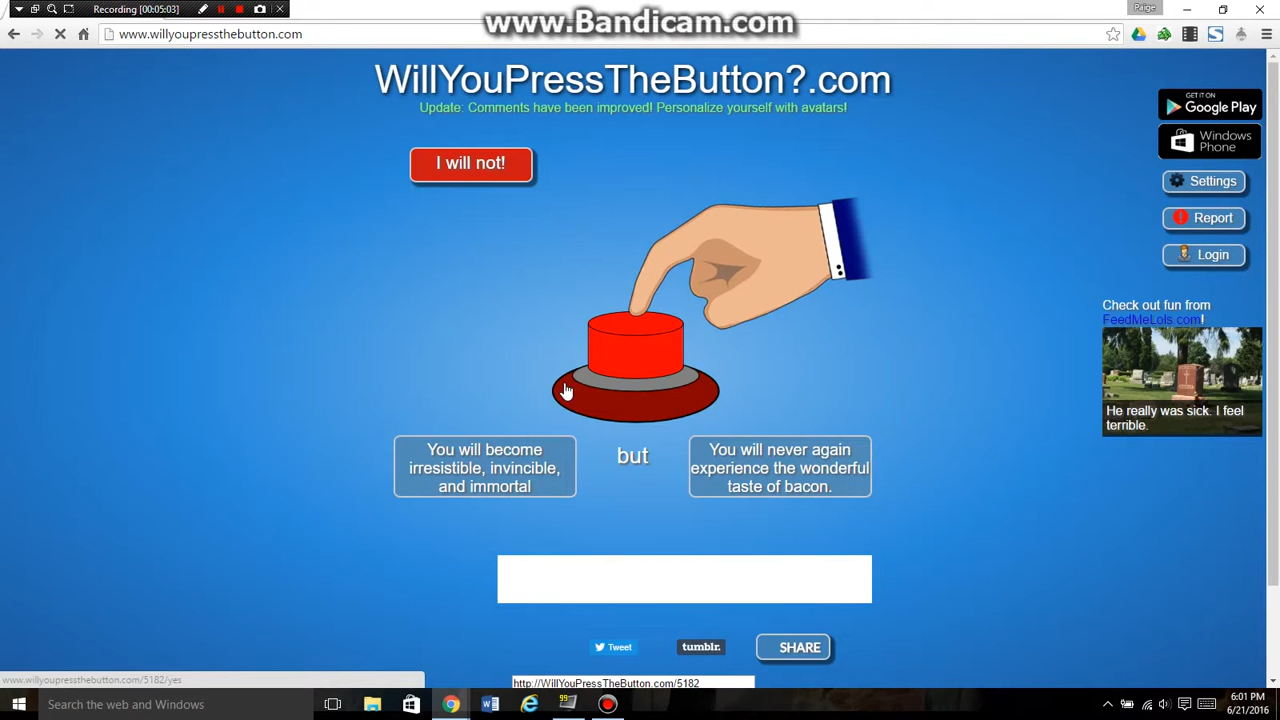 Recording [00:05:03]
www.Bandicam.com
Paige
www.willyoupressthebutton.com
WillYouPressTheButton?.com
Update: Comments have been improved! Personalize yourself with avatars!
I will not!
GET IT ON
Google Play
Windows
Phone
Settings
Report
Login
Check out fun from
FeedMeLols.com!
He really was sick. I feel
terrible.
You will become
irresistible, invincible,
and immortal
but
You will never again
experience the wonderful
taste of bacon.
Tweet
tumblr.
SHARE
www.willyoupressthebutton.com/5182/yes
http://WillYouPressTheButton.com/5182
Search the web and Windows
99
6:01 PM
6/21/2016